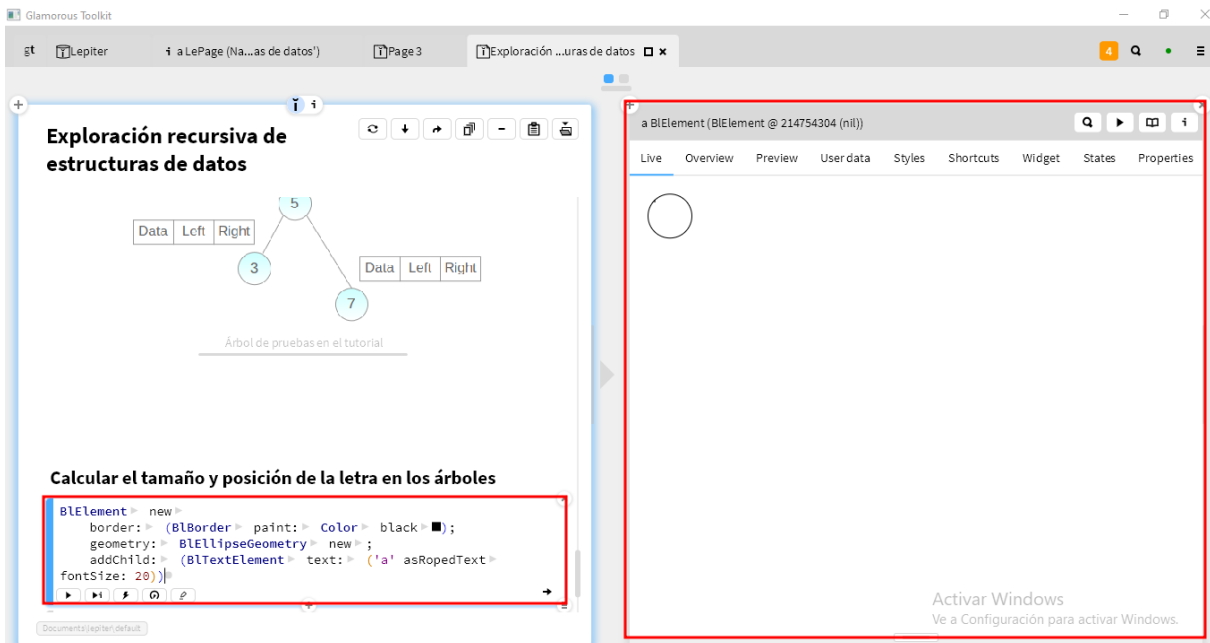 Glamorous Toolkit
gt
Lepiter
i a LePage (Na...as de datos')
Page 3
Exploración ...uras de datos
4
Exploración recursiva de
estructuras de datos
5
Data Left Right
3
Data Left Right
7
Árbol de pruebas en el tutorial
Calcular el tamaño y posición de la letra en los árboles
BlElement new
border: (BlBorder paint: Color black );
geometry: BlEllipseGeometry new ;
addChild: (BlTextElement text: ('a' asRopedText
fontSize: 20))
Documents\lepiter\default
a BlElement (BlElement @ 214754304 (nil))
i
Live Overview Preview User data Styles Shortcuts Widget States Properties
Activar Windows
Ve a Configuración para activar Windows.